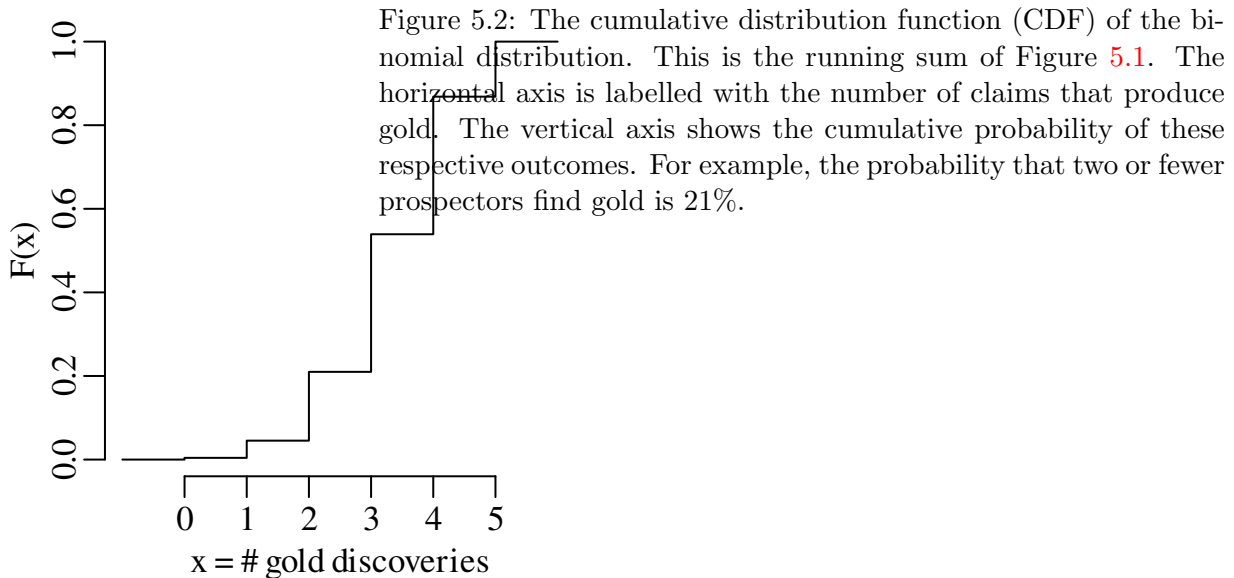 Figure 5.2: The cumulative distribution function (CDF) of the bi-
nomial distribution. This is the running sum of Figure 5.1. The
horizontal axis is labelled with the number of claims that produce
gold. The vertical axis shows the cumulative probability of these
respective outcomes. For example, the probability that two or fewer
prospectors find gold is 21%.
1.0
0.8
0.6
0.4
0.2
0.0
F(x)
0 1 2 3 4 5
x = # gold discoveries